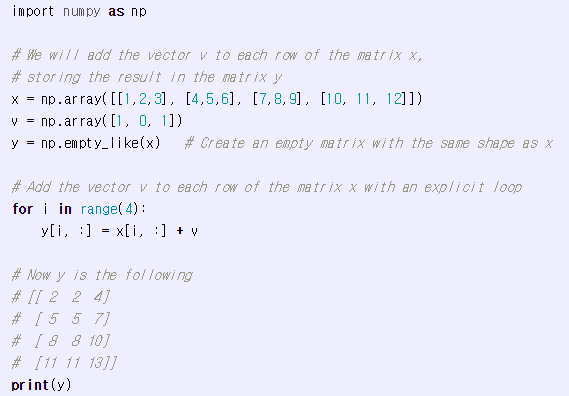 import numpy as np
# We will add the vector v to each row of the matrix x,
# storing the result in the matrix y
x = np.array([[1,2,3], [4,5,6], [7,8,9], [10, 11, 12]])
v = np.array([1, 0, 1])
y = np.empty_like(x)   # Create an empty matrix with the same shape as x
# Add the vector v to each row of the matrix x with an explicit loop
for i in range(4):
    y[i, :] = x[i, :] + v
# Now y is the following
# [[ 2  2  4]
#  [ 5  5  7]
#  [ 8  8 10]
#  [11 11 13]]
print(y)